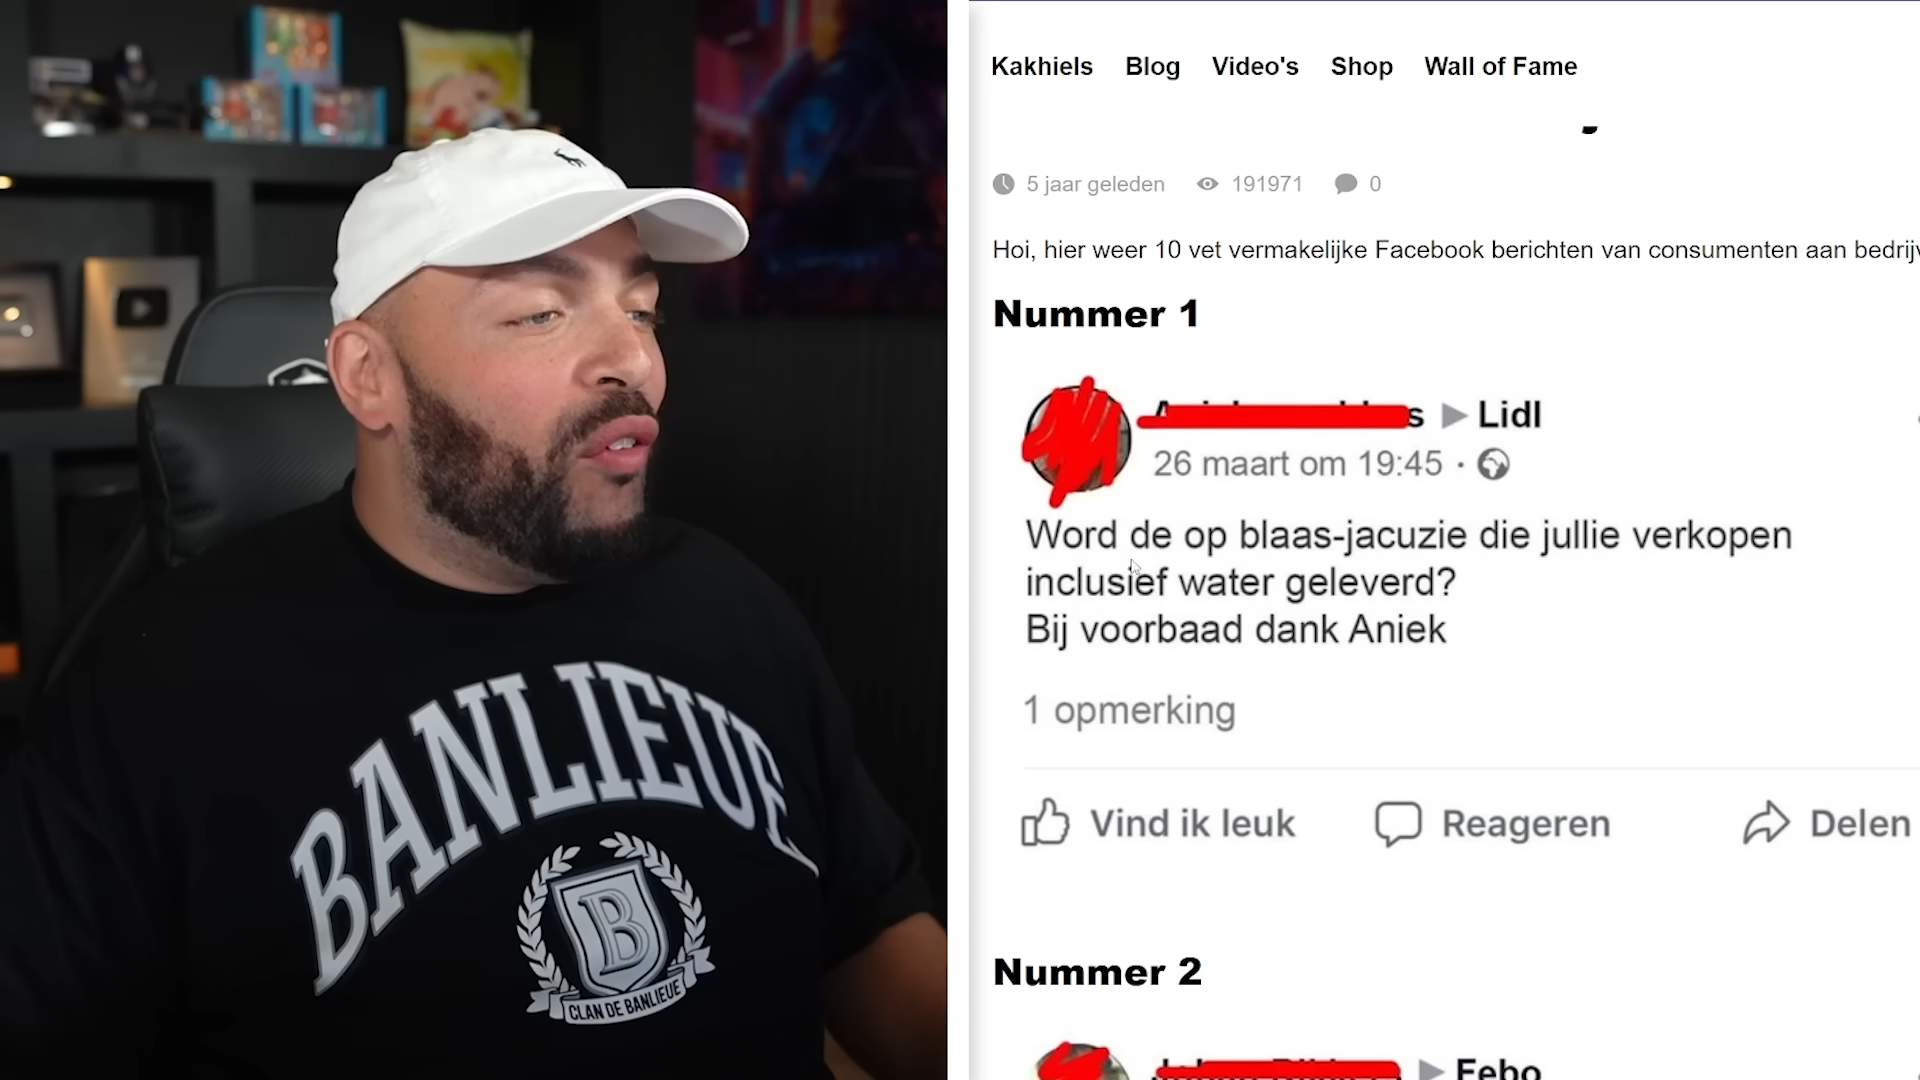 Kakhiels Blog Video's Shop Wall of Fame
5 jaar geleden 191971 0
Hoi, hier weer 10 vet vermakelijke Facebook berichten van consumenten aan
Nummer 1
Lidl
26 maart om 19:45 ·
Word de op blaas-jacuzie die jullie verkopen
inclusief water geleverd?
Bij voorbaad dank Aniek
1 opmerking
Vind ik leuk Reageren Delen
Nummer 2
Febo
BANLIEUE
B
CLAN DE BANLIEUE